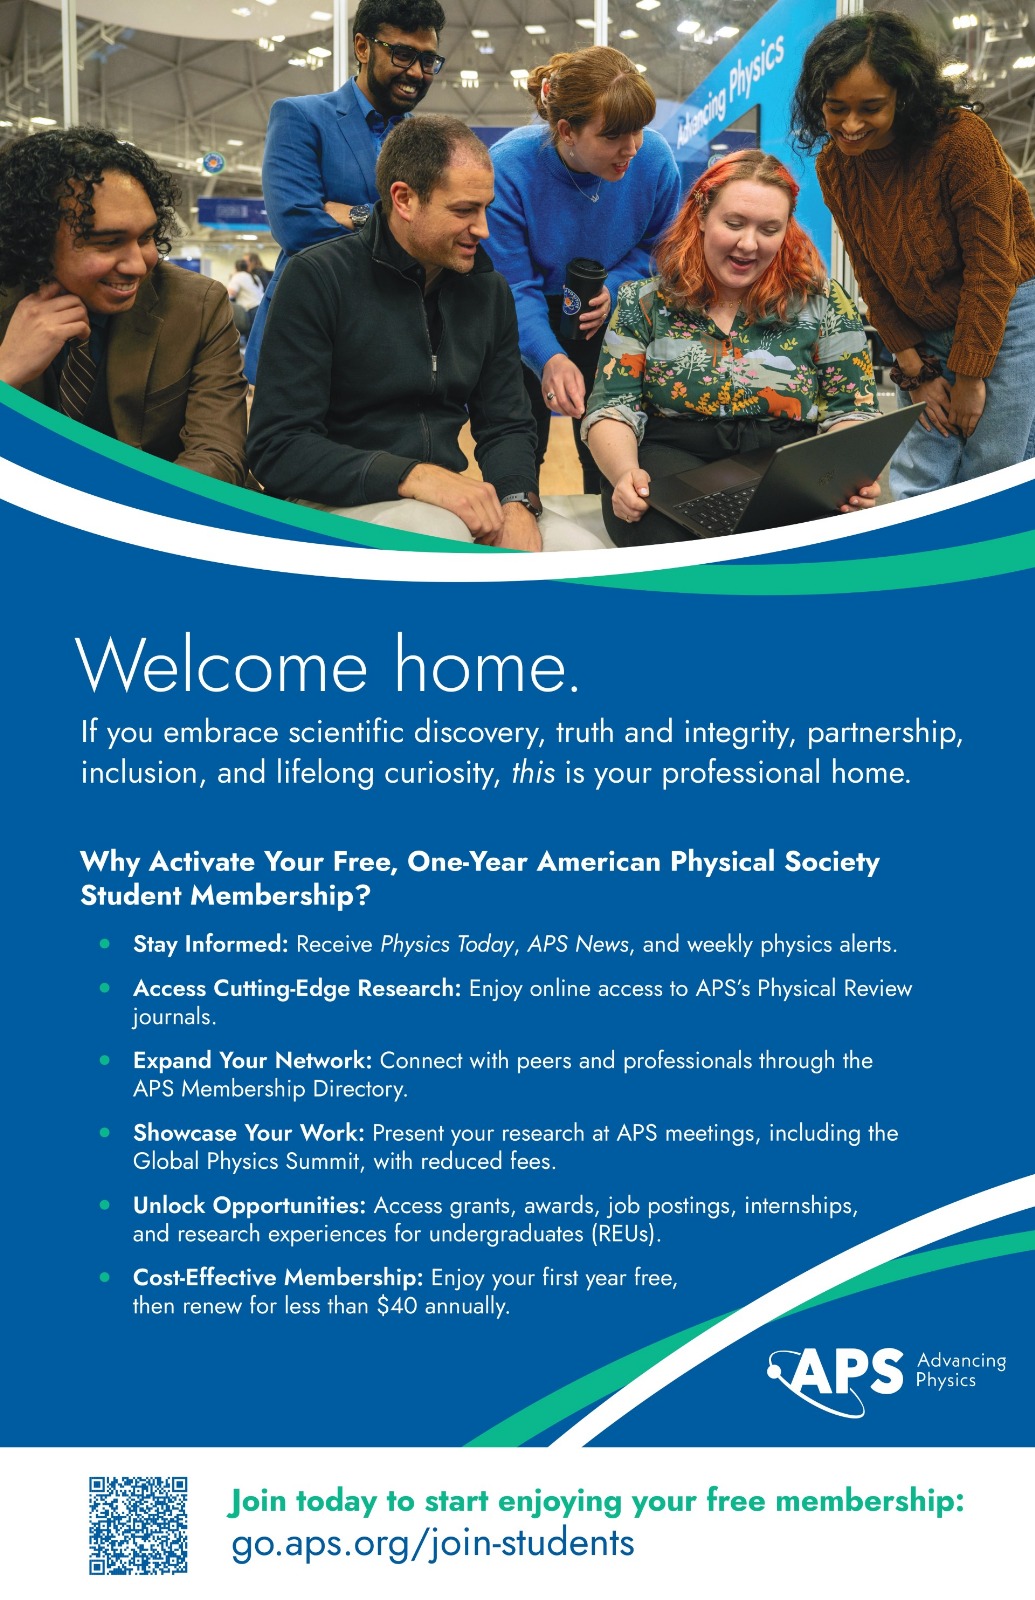 Advancing Physics
Welcome home.
If you embrace scientific discovery, truth and integrity, partnership,
inclusion, and lifelong curiosity, this is your professional home.
Why Activate Your Free, One-Year American Physical Society
Student Membership?
• Stay Informed: Receive Physics Today, APS News, and weekly physics alerts.
• Access Cutting-Edge Research: Enjoy online access to APS's Physical Review
journals.
• Expand Your Network: Connect with peers and professionals through the
APS Membership Directory.
• Showcase Your Work: Present your research at APS meetings, including the
Global Physics Summit, with reduced fees.
• Unlock Opportunities: Access grants, awards, job postings, internships,
and research experiences for undergraduates (REUs).
• Cost-Effective Membership: Enjoy your first year free,
then renew for less than $40 annually.
APS Advancing
Physics
Join today to start enjoying your free membership:
go.aps.org/join-students